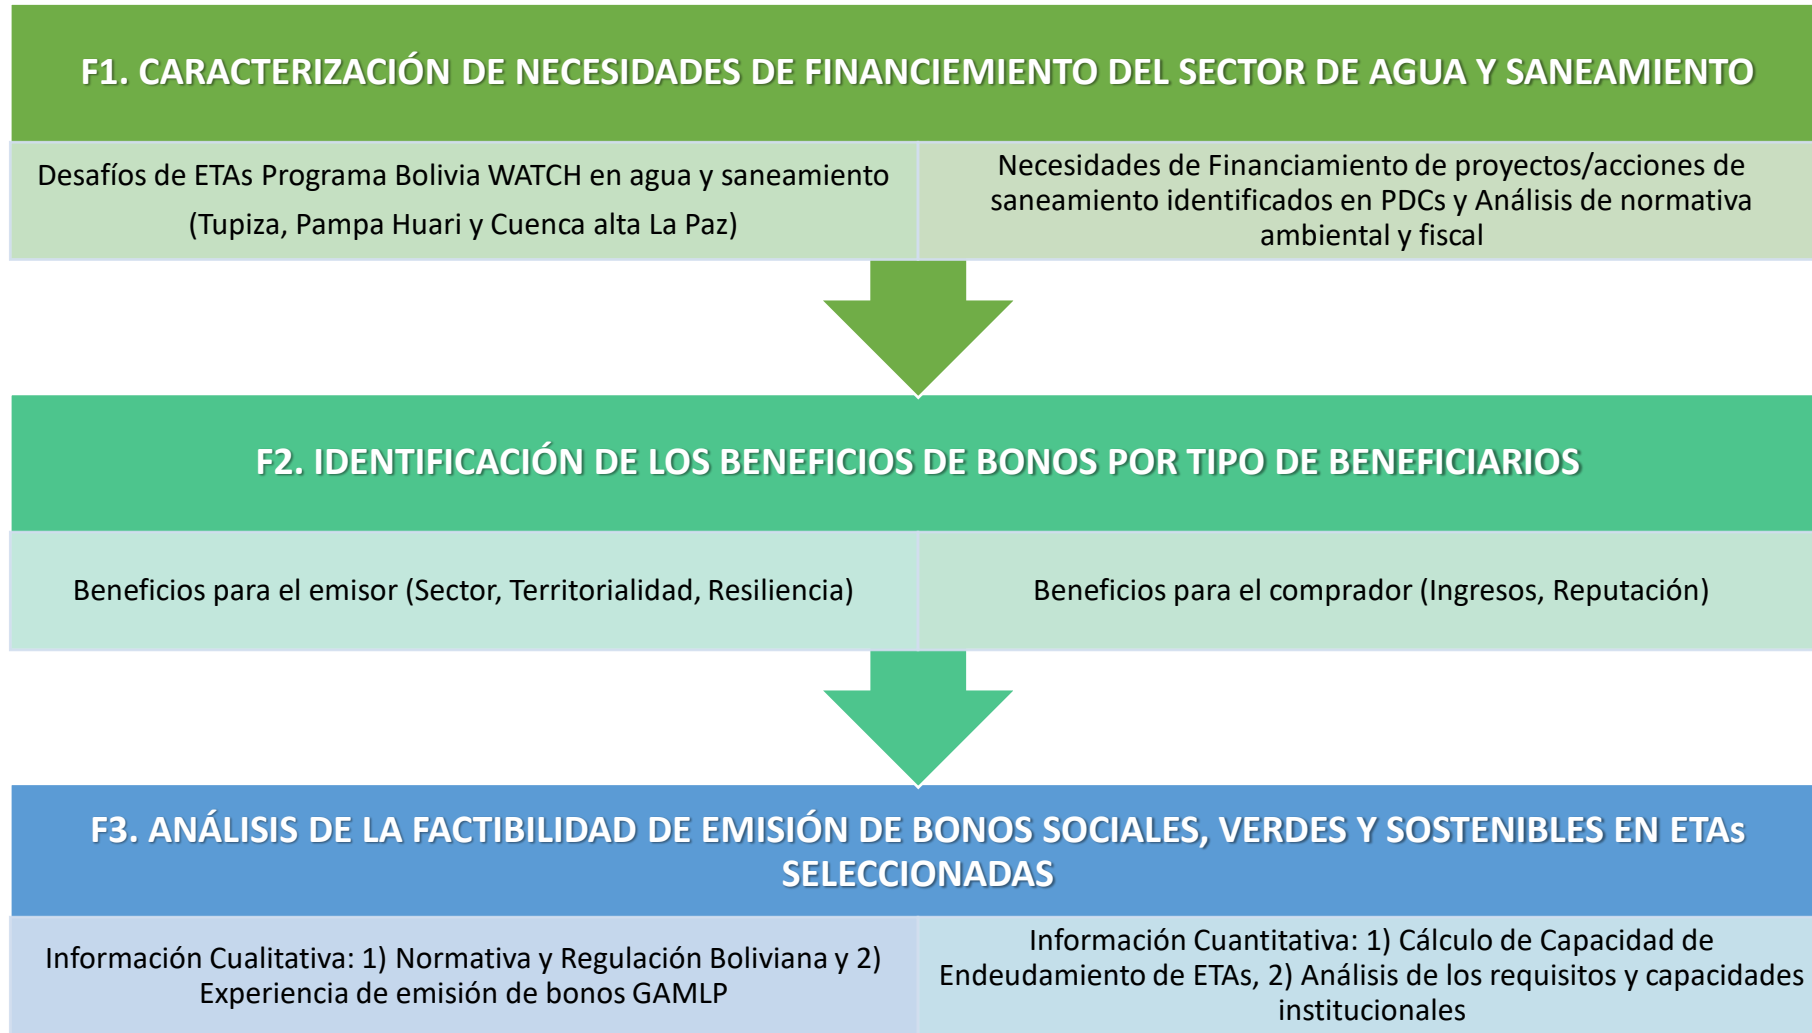 F1. CARACTERIZACIÓN DE NECESIDADES DE FINANCIEMIENTO DEL SECTOR DE AGUA Y SANEAMIENTO
Desafíos de ETAs Programa Bolivia WATCH en agua y saneamiento
(Tupiza, Pampa Huari y Cuenca alta La Paz)
Necesidades de Financiamiento de proyectos/acciones de
saneamiento identificados en PDCs y Análisis de normativa
ambiental y fiscal
F2. IDENTIFICACIÓN DE LOS BENEFICIOS DE BONOS POR TIPO DE BENEFICIARIOS
Beneficios para el emisor (Sector, Territorialidad, Resiliencia)
Beneficios para el comprador (Ingresos, Reputación)
F3. ANÁLISIS DE LA FACTIBILIDAD DE EMISIÓN DE BONOS SOCIALES, VERDES Y SOSTENIBLES EN ETAs
SELECCIONADAS
Información Cualitativa: 1) Normativa y Regulación Boliviana y 2)
Experiencia de emisión de bonos GAMLP
Información Cuantitativa: 1) Cálculo de Capacidad de
Endeudamiento de ETAs, 2) Análisis de los requisitos y capacidades
institucionales